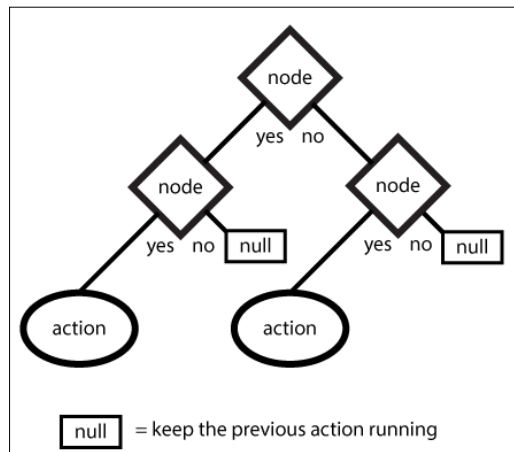 node
yes no
node
node
yes no
null
yes no
null
action
action
null = keep the previous action running